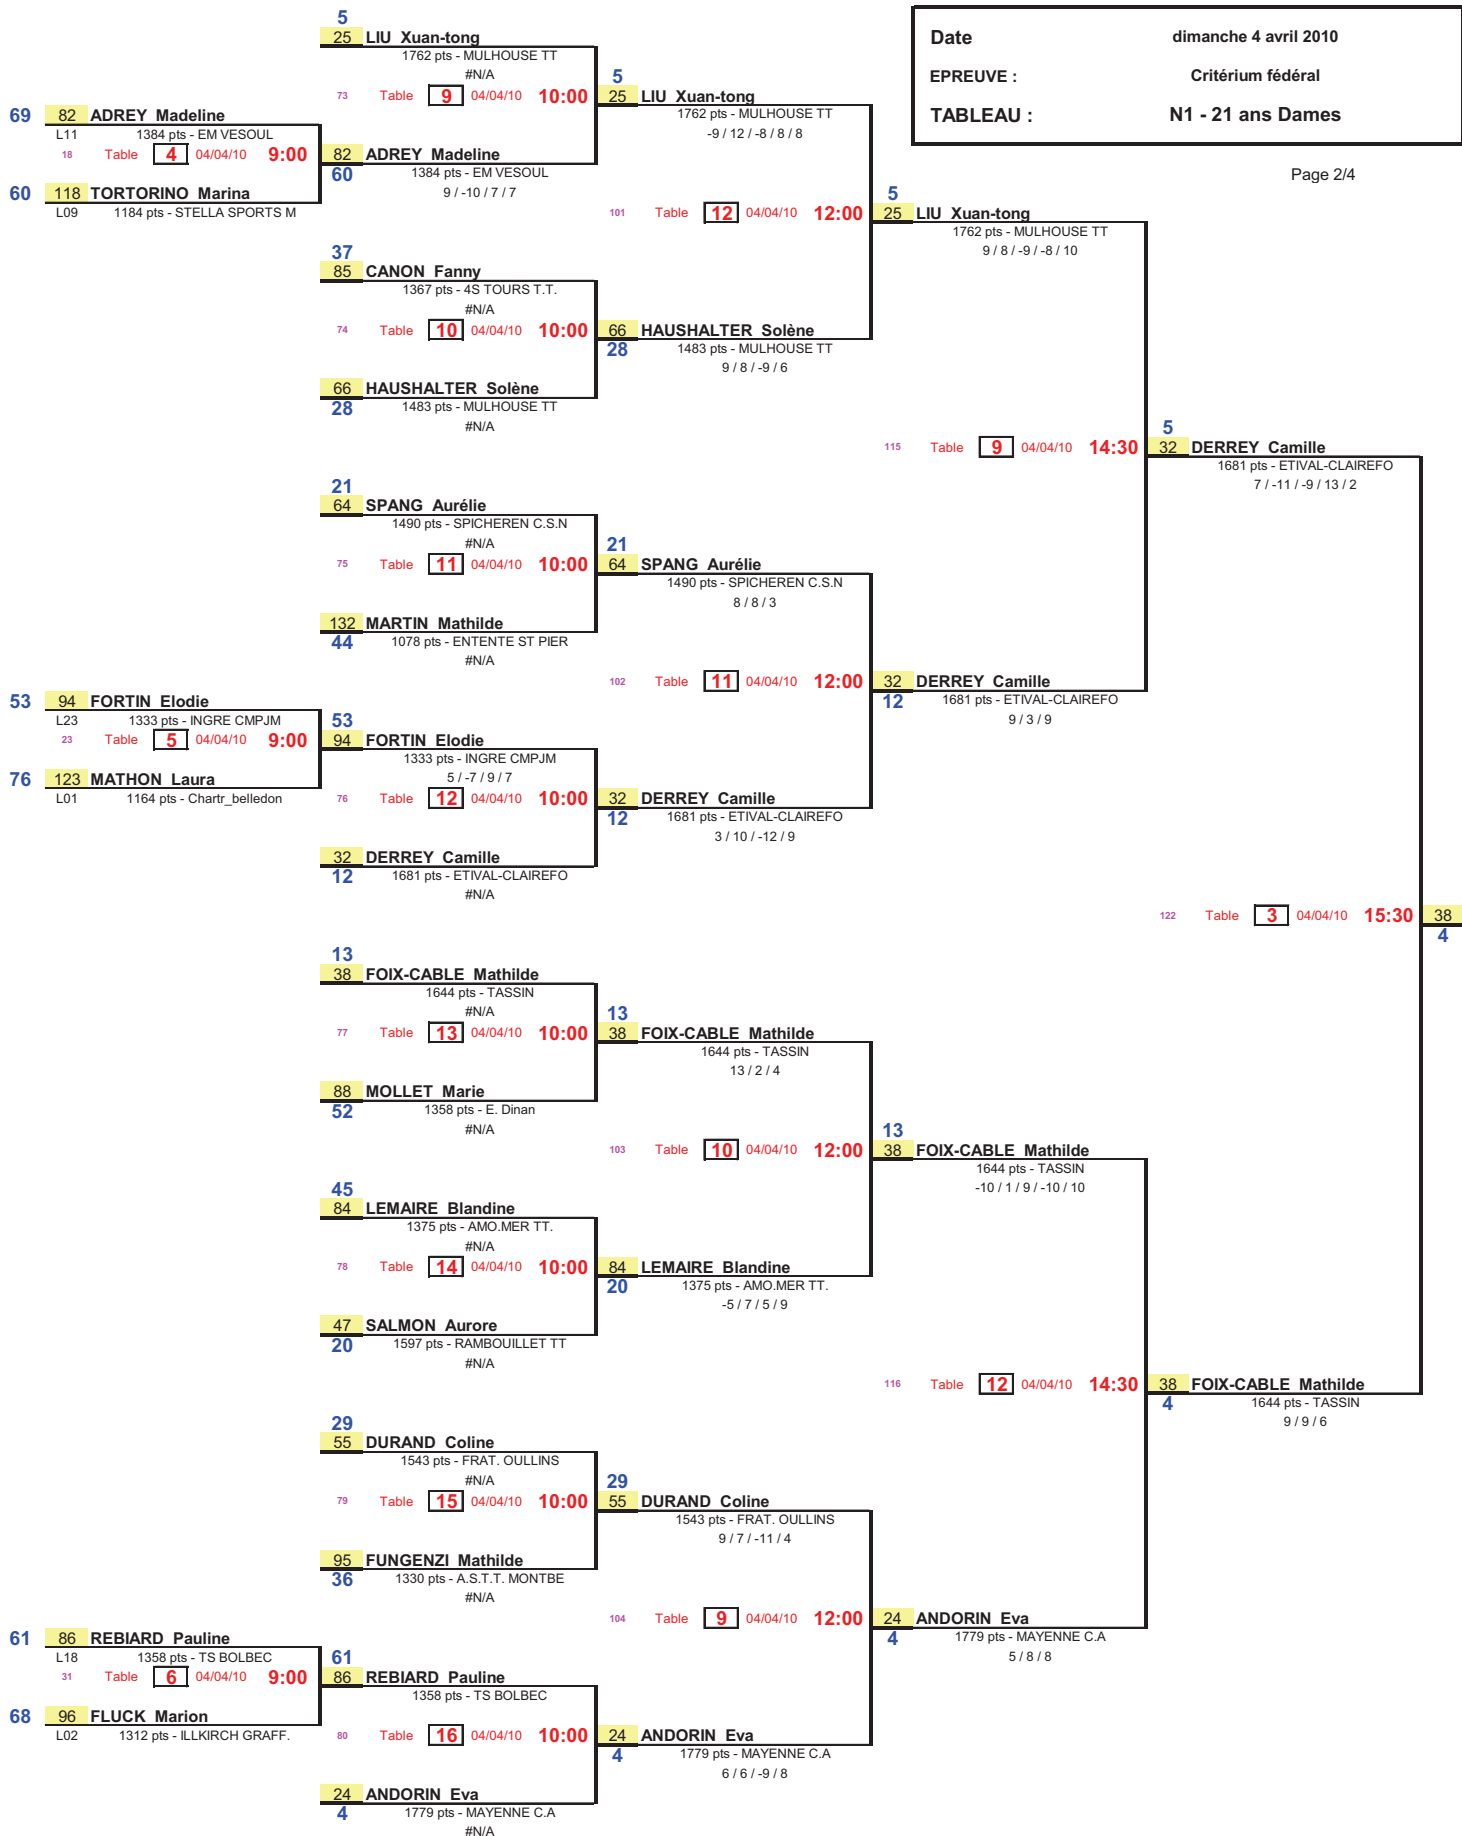 Date dimanche 4 avril 2010
EPREUVE : Critérium fédéral
TABLEAU : N1 - 21 ans Dames
Page 2/4
5
25 LIU Xuan-tong
1762 pts - MULHOUSE TT
#N/A
73 Table 9 04/04/10 10:00
69 82 ADREY Madeline
L11 1384 pts - EM VESOUL
18 Table 4 04/04/10 9:00
60 118 TORTORINO Marina
L09 1184 pts - STELLA SPORTS M
82 ADREY Madeline
60 1384 pts - EM VESOUL
9 / -10 / 7 / 7
5
25 LIU Xuan-tong
1762 pts - MULHOUSE TT
-9 / 12 / -8 / 8 / 8
101 Table 12 04/04/10 12:00
37
85 CANON Fanny
1367 pts - 4S TOURS T.T.
#N/A
74 Table 10 04/04/10 10:00
66 HAUSHALTER Solène
28 1483 pts - MULHOUSE TT
#N/A
66 HAUSHALTER Solène
28 1483 pts - MULHOUSE TT
9 / 8 / -9 / 6
5
25 LIU Xuan-tong
1762 pts - MULHOUSE TT
9 / 8 / -9 / -8 / 10
115 Table 9 04/04/10 14:30
21
64 SPANG Aurélie
1490 pts - SPICHEREN C.S.N
#N/A
75 Table 11 04/04/10 10:00
132 MARTIN Mathilde
44 1078 pts - ENTENTE ST PIER
#N/A
21
64 SPANG Aurélie
1490 pts - SPICHEREN C.S.N
8 / 8 / 3
102 Table 11 04/04/10 12:00
53 94 FORTIN Elodie
L23 1333 pts - INGRE CMPJM
23 Table 5 04/04/10 9:00
76 123 MATHON Laura
L01 1164 pts - Chartr_belledon
53
94 FORTIN Elodie
1333 pts - INGRE CMPJM
5 / -7 / 9 / 7
76 Table 12 04/04/10 10:00
32 DERREY Camille
12 1681 pts - ETIVAL-CLAIREFO
#N/A
32 DERREY Camille
12 1681 pts - ETIVAL-CLAIREFO
3 / 10 / -12 / 9
32 DERREY Camille
12 1681 pts - ETIVAL-CLAIREFO
9 / 3 / 9
5
32 DERREY Camille
1681 pts - ETIVAL-CLAIREFO
7 / -11 / -9 / 13 / 2
122 Table 3 04/04/10 15:30 38
4
13
38 FOIX-CABLE Mathilde
1644 pts - TASSIN
#N/A
77 Table 13 04/04/10 10:00
88 MOLLET Marie
52 1358 pts - E. Dinan
#N/A
13
38 FOIX-CABLE Mathilde
1644 pts - TASSIN
13 / 2 / 4
103 Table 10 04/04/10 12:00
45
84 LEMAIRE Blandine
1375 pts - AMO.MER TT.
#N/A
78 Table 14 04/04/10 10:00
47 SALMON Aurore
20 1597 pts - RAMBOUILLET TT
#N/A
84 LEMAIRE Blandine
20 1375 pts - AMO.MER TT.
-5 / 7 / 5 / 9
13
38 FOIX-CABLE Mathilde
1644 pts - TASSIN
-10 / 1 / 9 / -10 / 10
116 Table 12 04/04/10 14:30
38 FOIX-CABLE Mathilde
4 1644 pts - TASSIN
9 / 9 / 6
29
55 DURAND Coline
1543 pts - FRAT. OULLINS
#N/A
79 Table 15 04/04/10 10:00
95 FUNGENZI Mathilde
36 1330 pts - A.S.T.T. MONTBE
#N/A
29
55 DURAND Coline
1543 pts - FRAT. OULLINS
9 / 7 / -11 / 4
104 Table 9 04/04/10 12:00
24 ANDORIN Eva
4 1779 pts - MAYENNE C.A
5 / 8 / 8
61 86 REBIARD Pauline
L18 1358 pts - TS BOLBEC
31 Table 6 04/04/10 9:00
68 96 FLUCK Marion
L02 1312 pts - ILLKIRCH GRAFF.
61
86 REBIARD Pauline
1358 pts - TS BOLBEC
80 Table 16 04/04/10 10:00
24 ANDORIN Eva
4 1779 pts - MAYENNE C.A
6 / 6 / -9 / 8
24 ANDORIN Eva
4 1779 pts - MAYENNE C.A
#N/A